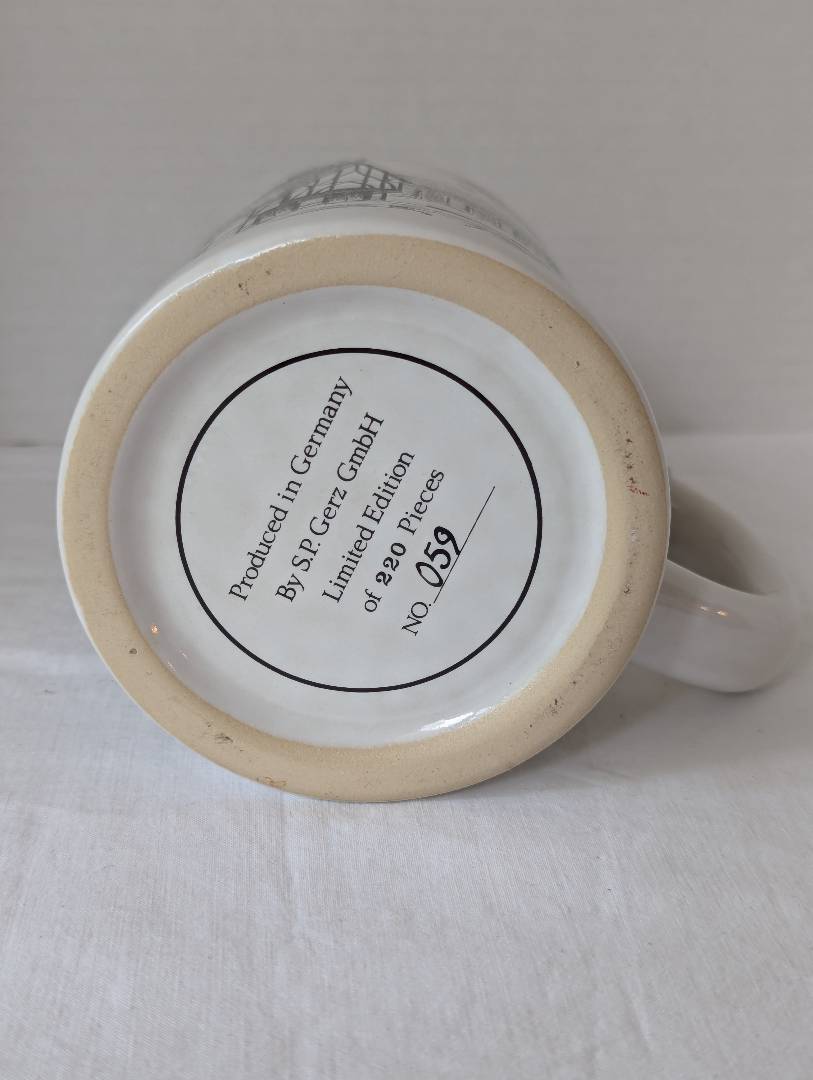 Produced in Germany
By S.P. Gerz GmbH
Limited Edition
of 220 Pieces
NO. 059